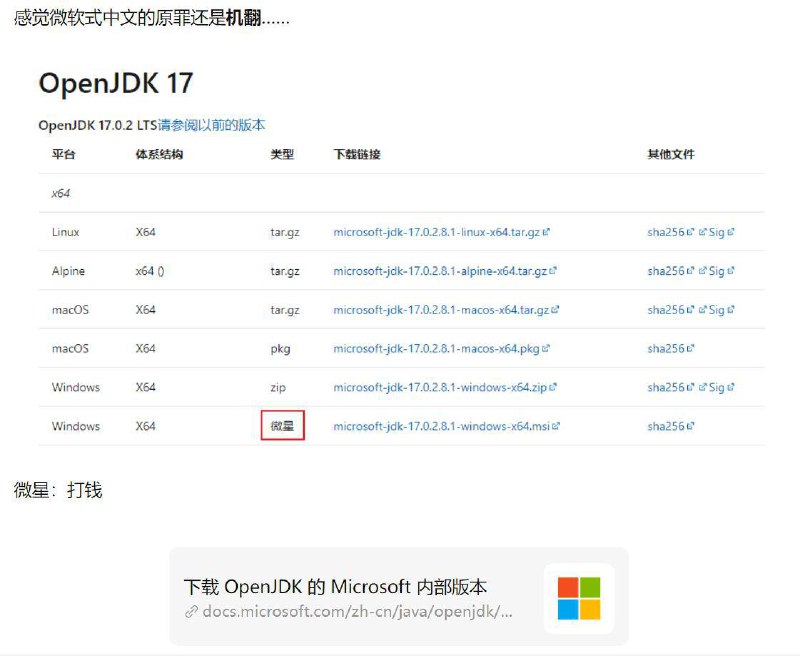 感觉微软式中文的原罪还是机翻......
OpenJDK 17
OpenJDK 17.0.2 LTS请参阅以前的版本
平台 体系结构 类型 下载链接 其他文件
x64
Linux X64 tar.gz microsoft-jdk-17.0.2.8.1-linux-x64.tar.gz sha256 Sig
Alpine x64 () tar.gz microsoft-jdk-17.0.2.8.1-alpine-x64.tar.gz sha256 Sig
macOS X64 tar.gz microsoft-jdk-17.0.2.8.1-macos-x64.tar.gz sha256 Sig
macOS X64 pkg microsoft-jdk-17.0.2.8.1-macos-x64.pkg sha256
Windows X64 zip microsoft-jdk-17.0.2.8.1-windows-x64.zip sha256 Sig
Windows X64 微星 microsoft-jdk-17.0.2.8.1-windows-x64.msi sha256
微星：打钱
下载 OpenJDK 的 Microsoft 内部版本
docs.microsoft.com/zh-cn/java/openjdk/...